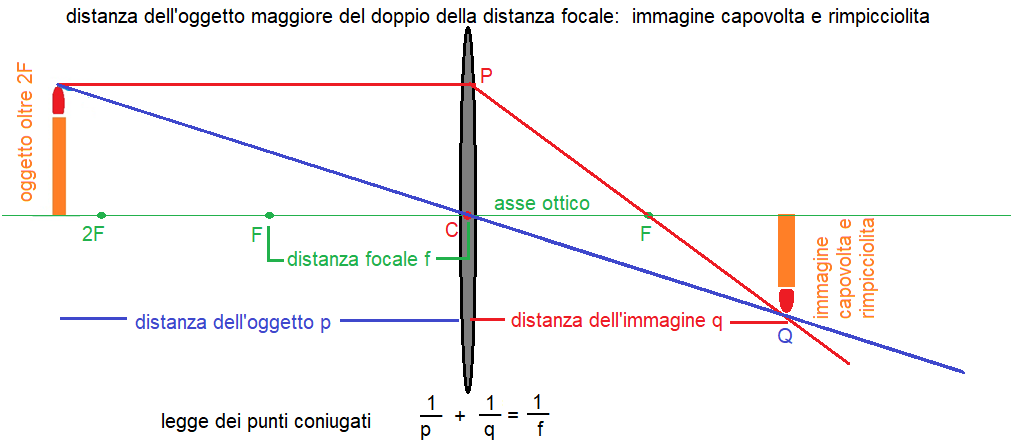 distanza dell'oggetto maggiore del doppio della distanza focale: immagine capovolta e rimpicciolita
oggetto oltre 2F
P
asse ottico
2F
F
C
F
distanza focale f
immagine
capovolta e
rimpicciolita
distanza dell'oggetto p
distanza dell'immagine q
Q
legge dei punti coniugati
1/p + 1/q = 1/f